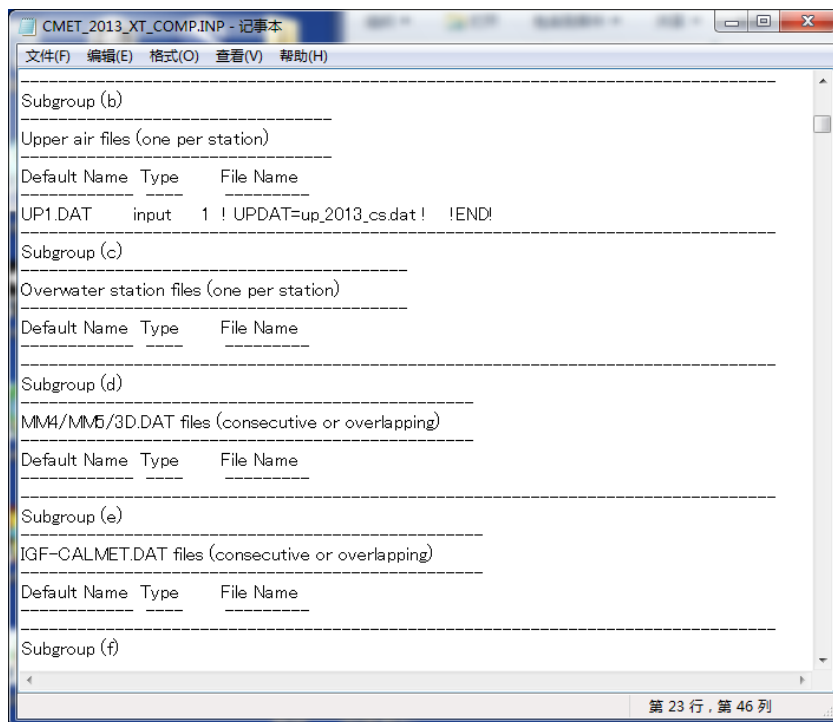 CMET_2013_XT_COMP.INP - 记事本
文件(F) 编辑(E) 格式(O) 查看(V) 帮助(H)
--------------------------------------------------------------------------------
Subgroup (b)
---------------------------------
Upper air files (one per station)
---------------------------------
Default Name  Type       File Name
------------  ----       ---------
UP1.DAT       input    1  ! UPDAT=up_2013_cs.dat !    !END!
--------------------------------------------------------------------------------
Subgroup (c)
-----------------------------------------
Overwater station files (one per station)
-----------------------------------------
Default Name  Type       File Name
------------  ----       ---------
--------------------------------------------------------------------------------
Subgroup (d)
------------------------------------------------
MM4/MM5/3D.DAT files (consecutive or overlapping)
------------------------------------------------
Default Name  Type       File Name
------------  ----       ---------
--------------------------------------------------------------------------------
Subgroup (e)
-------------------------------------------------
IGF-CALMET.DAT files (consecutive or overlapping)
-------------------------------------------------
Default Name  Type       File Name
------------  ----       ---------
--------------------------------------------------------------------------------
Subgroup (f)
第 23 行，第 46 列